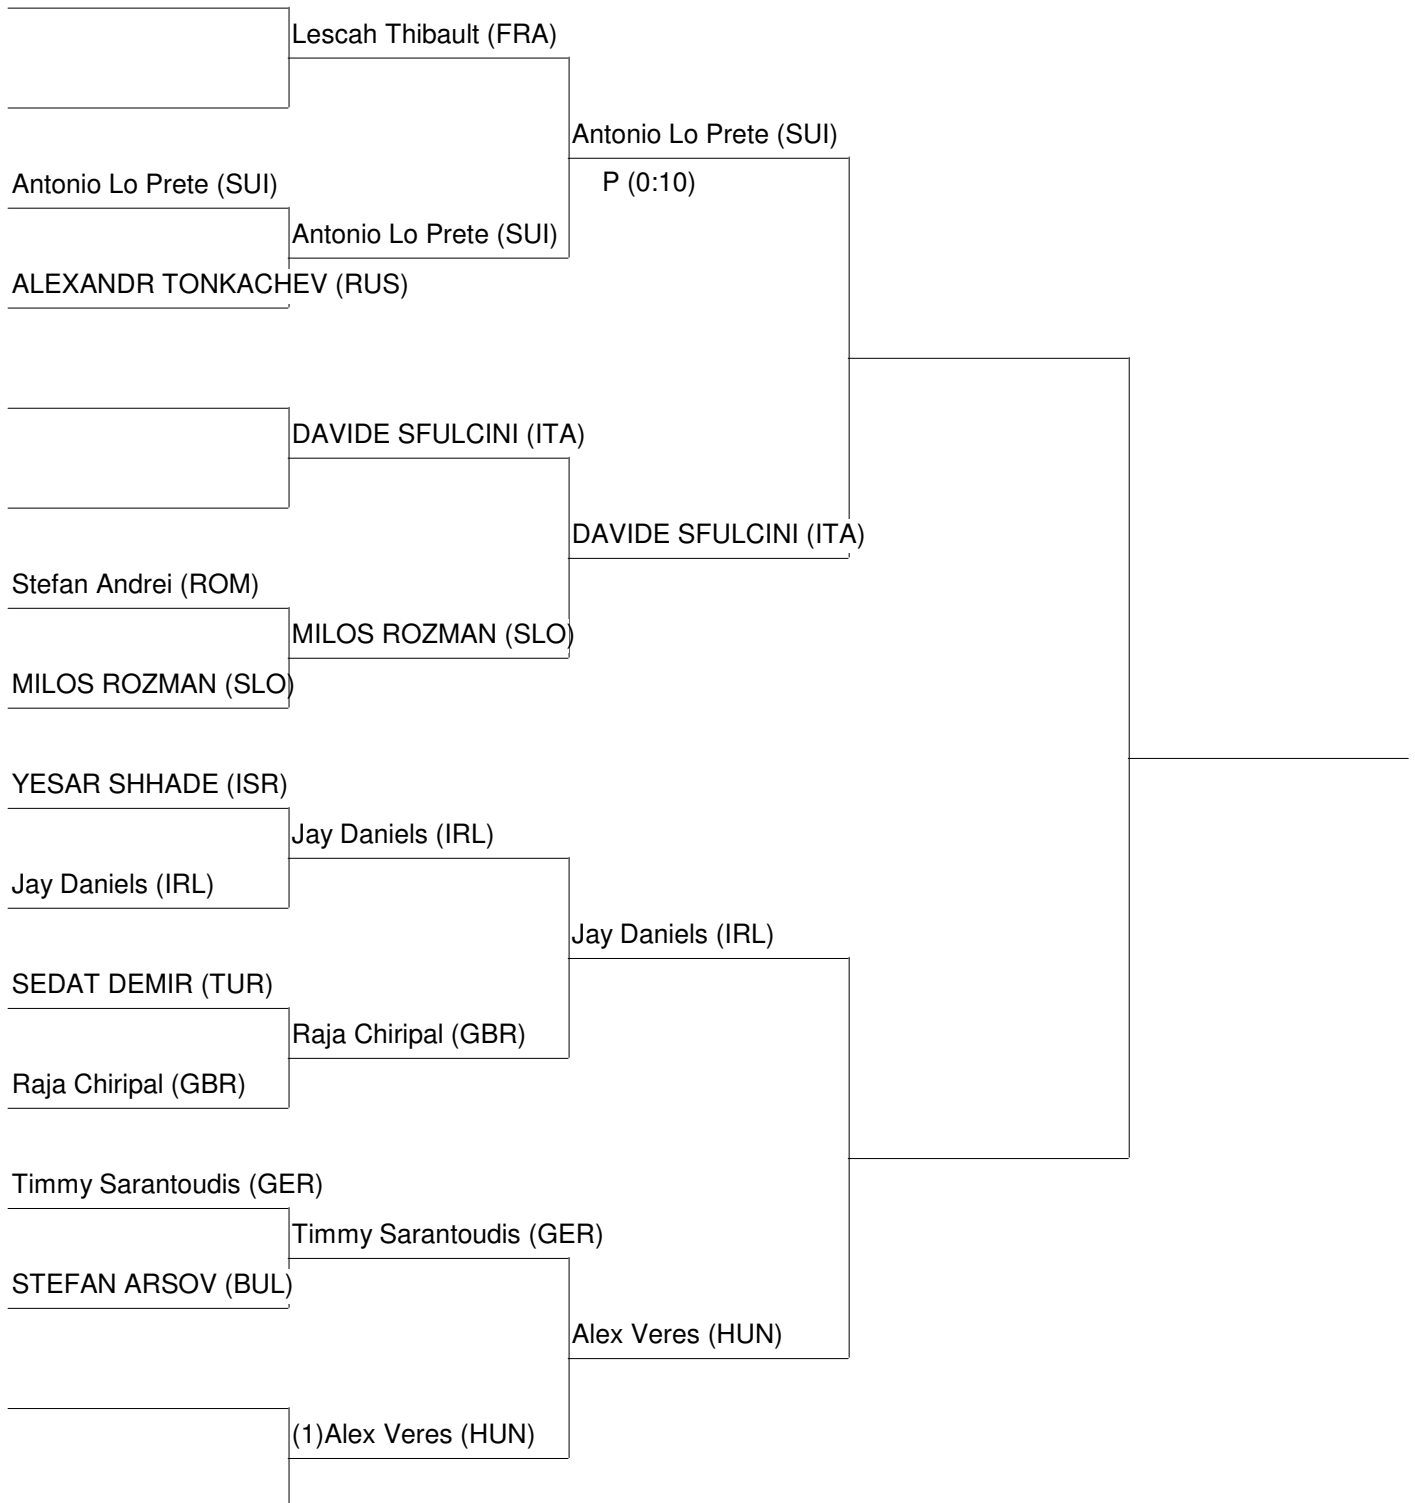 Lescah Thibault (FRA)
Antonio Lo Prete (SUI)
Antonio Lo Prete (SUI)
P (0:10)
Antonio Lo Prete (SUI)
ALEXANDR TONKACHEV (RUS)
DAVIDE SFULCINI (ITA)
DAVIDE SFULCINI (ITA)
Stefan Andrei (ROM)
MILOS ROZMAN (SLO)
MILOS ROZMAN (SLO)
YESAR SHHADE (ISR)
Jay Daniels (IRL)
Jay Daniels (IRL)
Jay Daniels (IRL)
SEDAT DEMIR (TUR)
Raja Chiripal (GBR)
Raja Chiripal (GBR)
Timmy Sarantoudis (GER)
Timmy Sarantoudis (GER)
STEFAN ARSOV (BUL)
Alex Veres (HUN)
(1)Alex Veres (HUN)